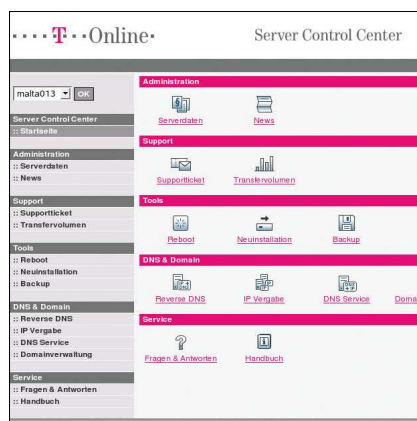 ····T··Online·
Server Control Center
malta013
OK
Server Control Center
:: Startseite
Administration
:: Serverdaten
:: News
Support
:: Supportticket
:: Transfervolumen
Tools
:: Reboot
:: Neuinstallation
:: Backup
DNS & Domain
:: Reverse DNS
:: IP Vergabe
:: DNS Service
:: Domainverwaltung
Service
:: Fragen & Antworten
:: Handbuch
Administration
Serverdaten
News
Support
Supportticket
Transfervolumen
Tools
Reboot
Neuinstallation
Backup
DNS & Domain
Reverse DNS
IP Vergabe
DNS Service
Doma
Service
Fragen & Antworten
Handbuch